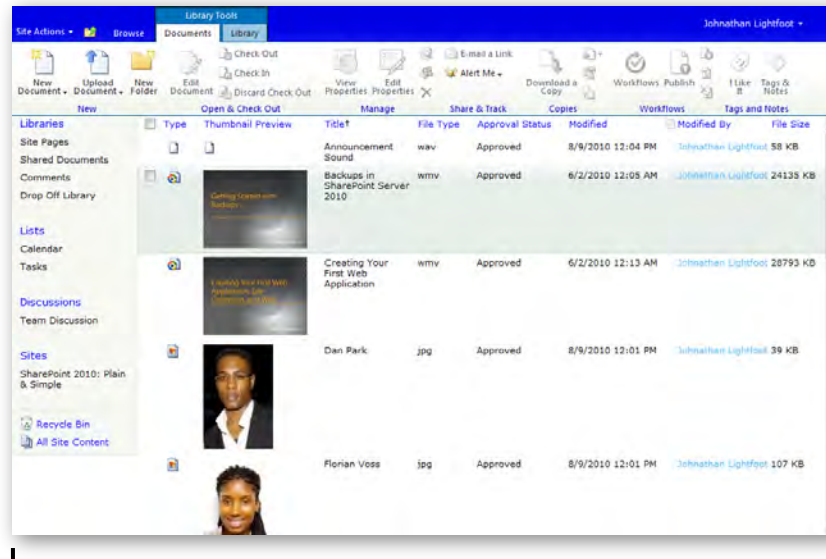 Library Tools
Johnathan Lightfoot
Site Actions
Browse
Documents
Library
New Document
Upload Document
New Folder
New
Edit Document
Check Out
Check In
Discard Check Out
Open & Check Out
View Properties
Edit Properties
Manage
E-mail a Link
Alert Me
Share & Track
Download a Copy
Copies
Workflows
Publish
Workflows
I Like It
Tags & Notes
Tags and Notes
Libraries
Site Pages
Shared Documents
Comments
Drop Off Library
Lists
Calendar
Tasks
Discussions
Team Discussion
Sites
SharePoint 2010: Plain
& Simple
Recycle Bin
All Site Content
Type Thumbnail Preview Title File Type Approval Status Modified Modified By File Size
Announcement Sound wav Approved 8/9/2010 12:04 PM Johnathan Lightfoot 58 KB
Backups in SharePoint Server 2010 wmv Approved 6/2/2010 12:05 AM Johnathan Lightfoot 24135 KB
Getting Started with
Backups
Creating Your First Web Application wmv Approved 6/2/2010 12:13 AM Johnathan Lightfoot 28793 KB
Creating Your First Web
Dan Park jpg Approved 8/9/2010 12:01 PM Johnathan Lightfoot 39 KB
Florian Voss jpg Approved 8/9/2010 12:01 PM Johnathan Lightfoot 107 KB